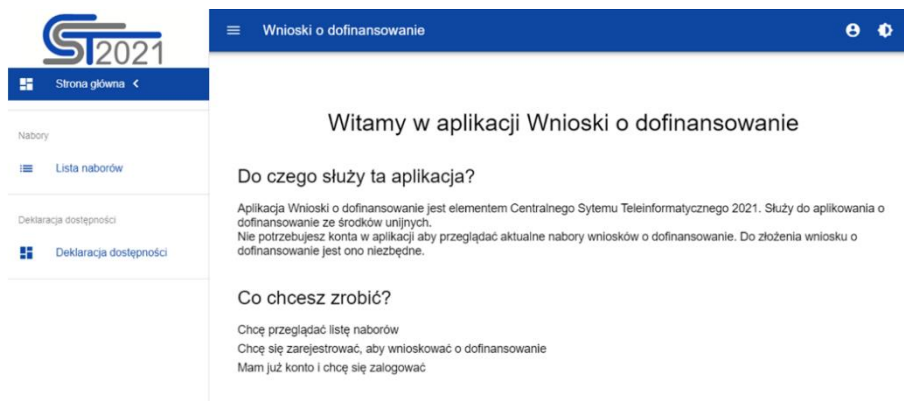 CST2021
Wnioski o dofinansowanie
Strona główna
Nabory
Lista naborów
Deklaracja dostępności
Deklaracja dostępności
Witamy w aplikacji Wnioski o dofinansowanie
Do czego służy ta aplikacja?
Aplikacja Wnioski o dofinansowanie jest elementem Centralnego Sytemu Teleinformatycznego 2021. Służy do aplikowania o
dofinansowanie ze środków unijnych.
Nie potrzebujesz konta w aplikacji aby przeglądać aktualne nabory wniosków o dofinansowanie. Do złożenia wniosku o
dofinansowanie jest ono niezbędne.
Co chcesz zrobić?
Chcę przeglądać listę naborów
Chcę się zarejestrować, aby wnioskować o dofinansowanie
Mam już konto i chcę się zalogować